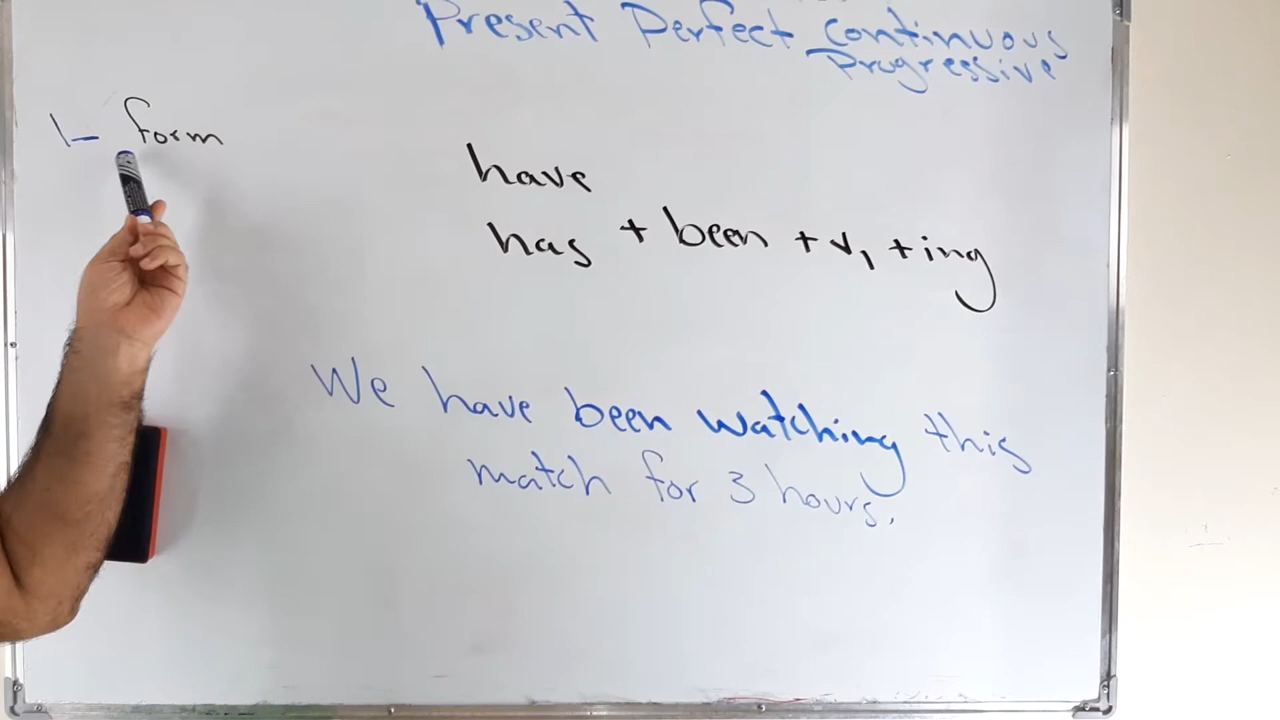 Present Perfect Continuous
Progressive
1- form
have
has + been + v1 + ing
We have been watching this
match for 3 hours.